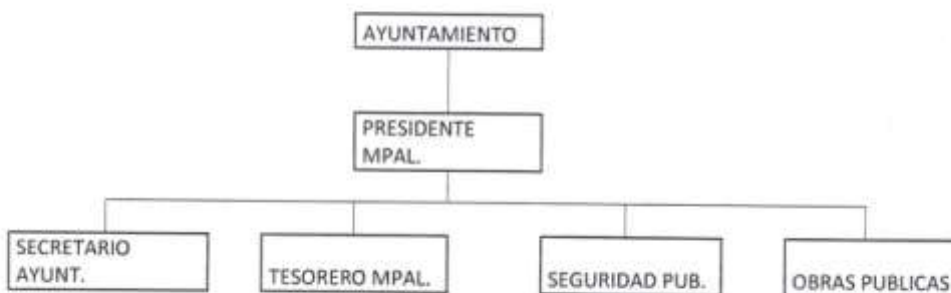 AYUNTAMIENTO
PRESIDENTE
MPAL.
SECRETARIO
AYUNT.
TESORERO MPAL.
SEGURIDAD PUB.
OBRAS PUBLICAS